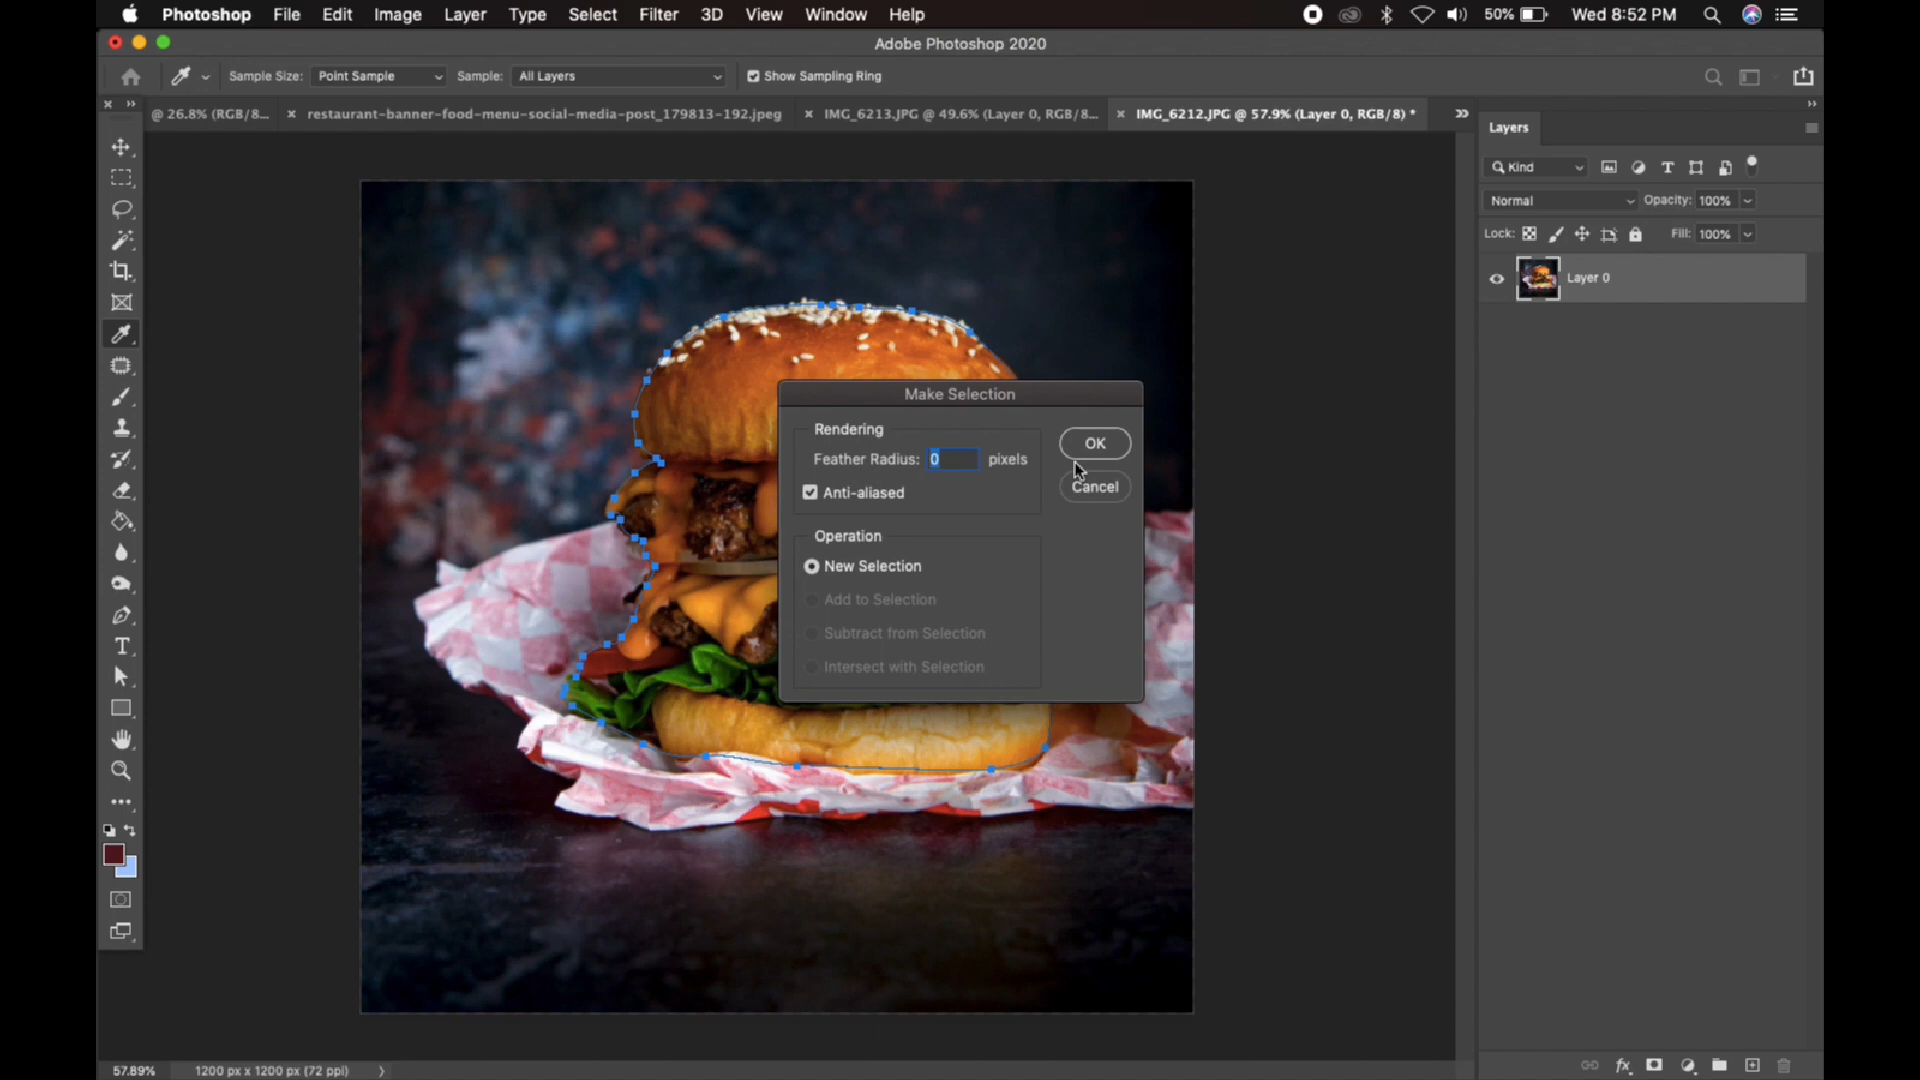 Photoshop File Edit Image Layer Type Select Filter 3D View Window Help 50% Wed 8:52 PM
Adobe Photoshop 2020
Sample Size: Point Sample Sample: All Layers Show Sampling Ring
@ 26.8% (RGB/8... restaurant-banner-food-menu-social-media-post_179813-192.jpeg IMG_6213.JPG @ 49.6% (Layer 0, RGB/8... IMG_6212.JPG @ 57.9% (Layer 0, RGB/8) *
Layers
Kind
Normal Opacity: 100%
Lock: Fill: 100%
Layer 0
Make Selection
Rendering
Feather Radius: 0 pixels
Anti-aliased
OK
Cancel
Operation
New Selection
Add to Selection
Subtract from Selection
Intersect with Selection
57.89% 1200 px x 1200 px (72 ppi)